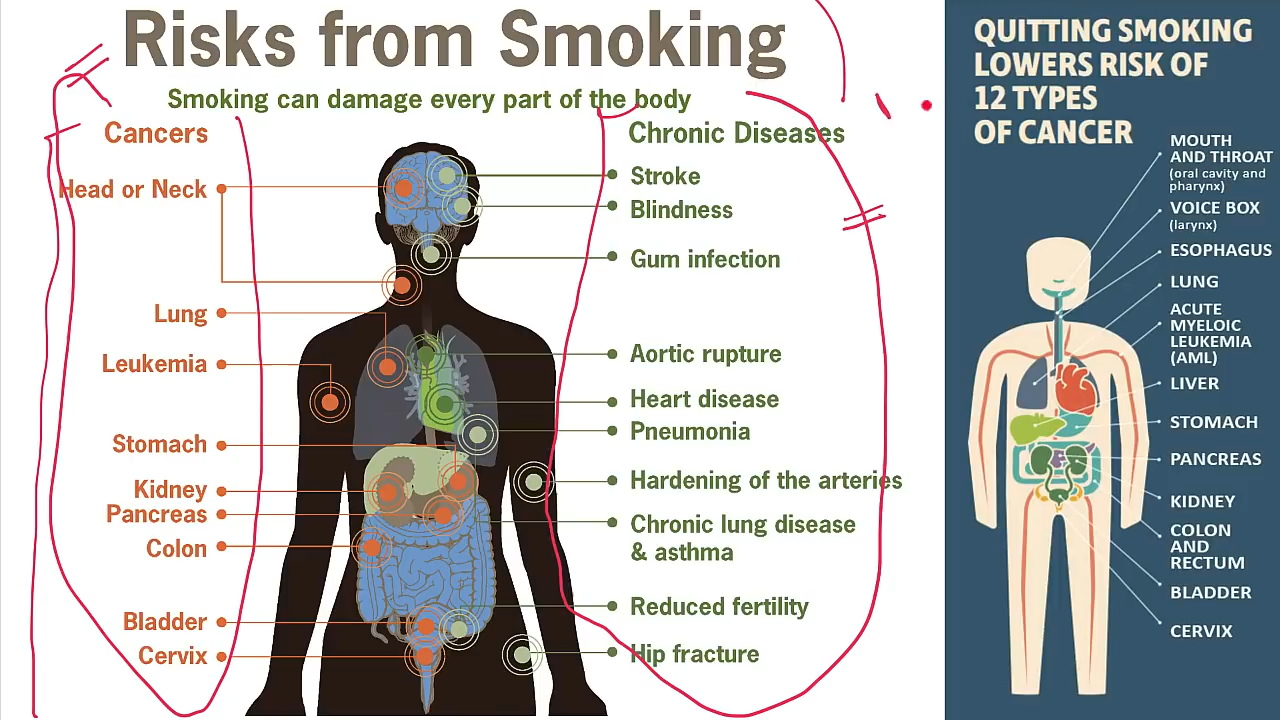 Risks from Smoking
Smoking can damage every part of the body
Cancers
Head or Neck
Lung
Leukemia
Stomach
Kidney
Pancreas
Colon
Bladder
Cervix
Chronic Diseases
Stroke
Blindness
Gum infection
Aortic rupture
Heart disease
Pneumonia
Hardening of the arteries
Chronic lung disease
& asthma
Reduced fertility
Hip fracture
QUITTING SMOKING
LOWERS RISK OF
12 TYPES
OF CANCER
MOUTH
AND THROAT
(oral cavity and
pharynx)
VOICE BOX
(larynx)
ESOPHAGUS
LUNG
ACUTE
MYELOIC
LEUKEMIA
(AML)
LIVER
STOMACH
PANCREAS
KIDNEY
COLON
AND
RECTUM
BLADDER
CERVIX